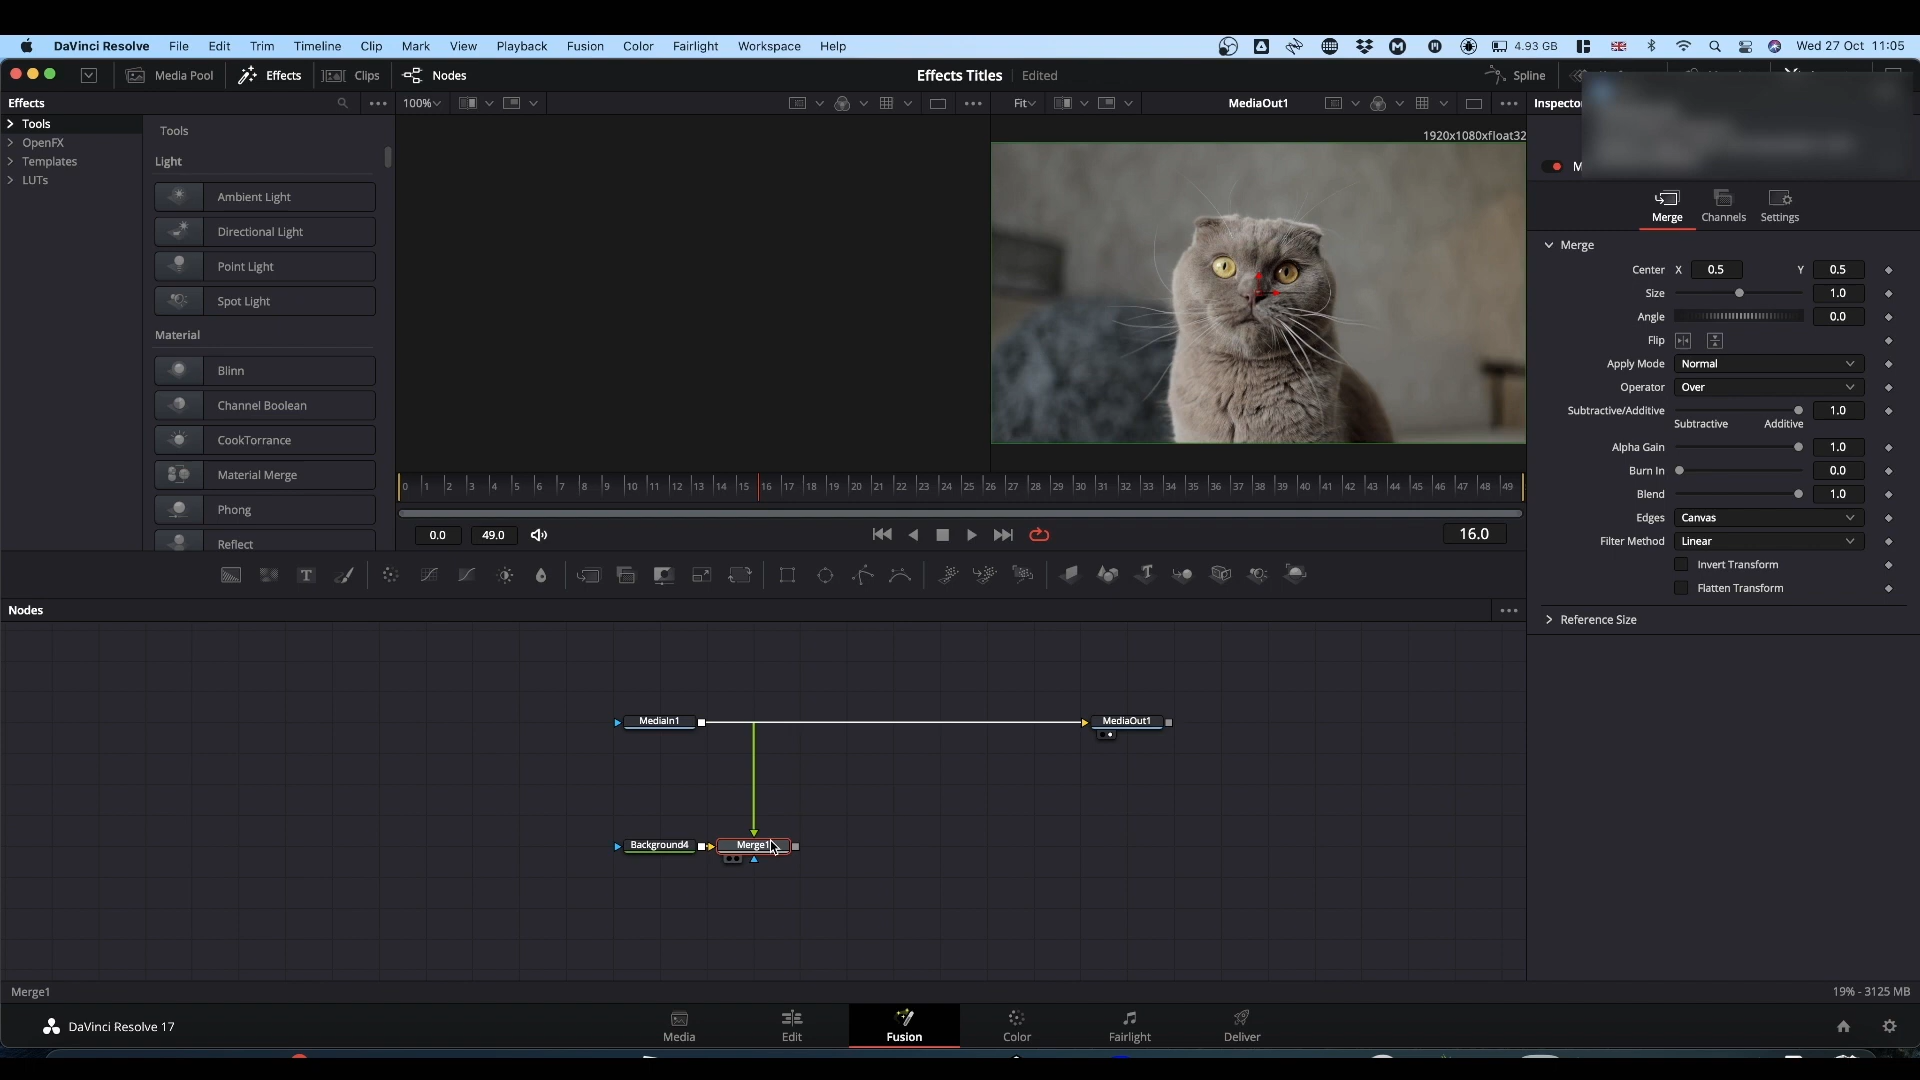 DaVinci Resolve File Edit Trim Timeline Clip Mark View Playback Fusion Color Fairlight Workspace Help 4.93 GB Wed 27 Oct 11:05
Media Pool Effects Clips Nodes Effects Titles Edited Spline
Effects 100% Fit MediaOut1 Inspector
Tools
OpenFX
Templates
LUTs
Tools
Light
Ambient Light
Directional Light
Point Light
Spot Light
Material
Blinn
Channel Boolean
CookTorrance
Material Merge
Phong
Reflect
1920x1080xfloat32
0 1 2 3 4 5 6 7 8 9 10 11 12 13 14 15 16 17 18 19 20 21 22 23 24 25 26 27 28 29 30 31 32 33 34 35 36 37 38 39 40 41 42 43 44 45 46 47 48 49
0.0 49.0 16.0
M
Merge Channels Settings
Merge
Center X 0.5 Y 0.5
Size 1.0
Angle 0.0
Flip
Apply Mode Normal
Operator Over
Subtractive/Additive 1.0
Subtractive Additive
Alpha Gain 1.0
Burn In 0.0
Blend 1.0
Edges Canvas
Filter Method Linear
Invert Transform
Flatten Transform
Reference Size
Nodes
MediaIn1 MediaOut1
Background4 Merge1
Merge1 19% - 3125 MB
DaVinci Resolve 17 Media Edit Fusion Color Fairlight Deliver